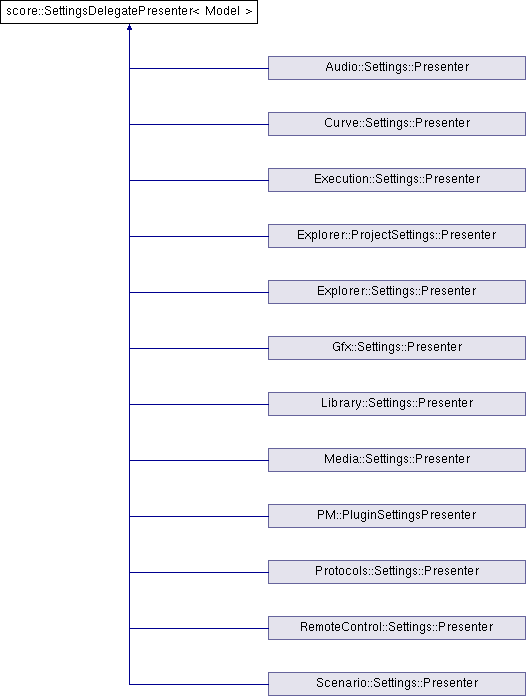 score::SettingsDelegatePresenter< Model >
Audio::Settings::Presenter
Curve::Settings::Presenter
Execution::Settings::Presenter
Explorer::ProjectSettings::Presenter
Explorer::Settings::Presenter
Gfx::Settings::Presenter
Library::Settings::Presenter
Media::Settings::Presenter
PM::PluginSettingsPresenter
Protocols::Settings::Presenter
RemoteControl::Settings::Presenter
Scenario::Settings::Presenter